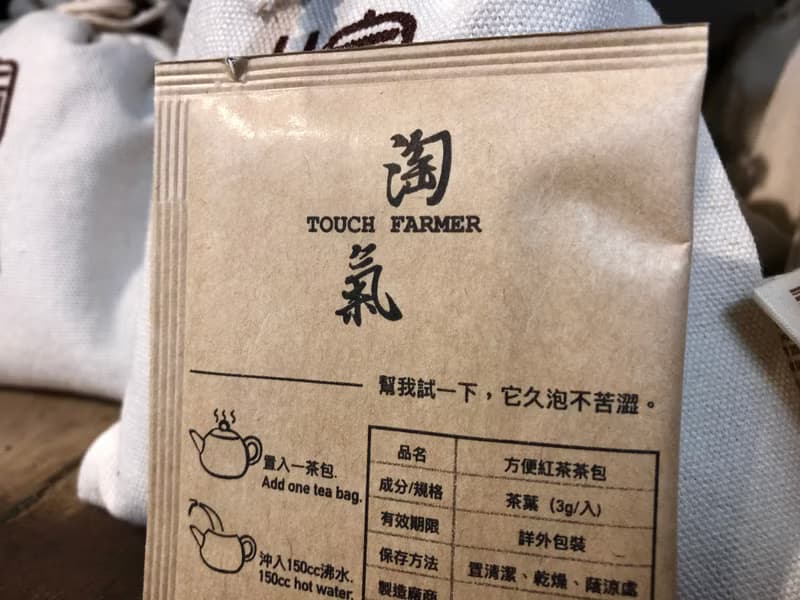 淘
TOUCH FARMER
氣
幫我試一下，它久泡不苦澀。
置入一茶包.
Add one tea bag.
沖入150cc沸水.
150cc hot water.
品名 方便紅茶茶包
成分/規格 茶葉（3g/入）
有效期限 詳外包裝
保存方法 置清潔、乾燥、蔭涼處
製造廠商